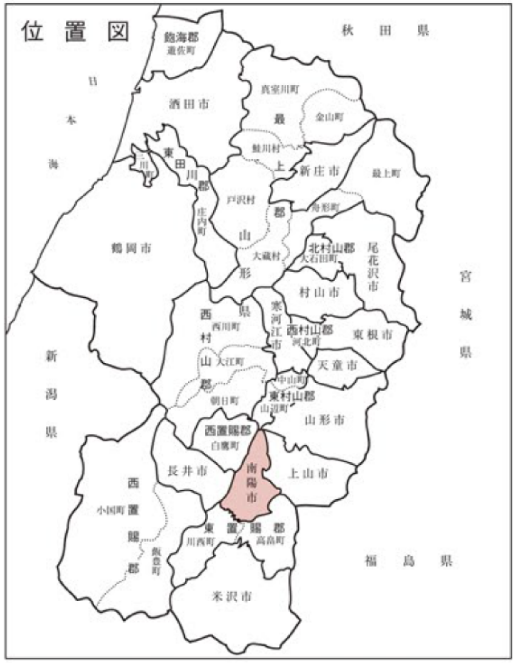 位置図
秋田県
日本海
飽海郡
遊佐町
酒田市
真室川町
金山町
最上郡
鮭川村
新庄市
最上町
三川町
東田川郡
庄内町
戸沢村
舟形町
大蔵村
鶴岡市
山形県
北村山郡
大石田町
尾花沢市
村山市
宮城県
西村山郡
西川町
寒河江市
西村山郡
河北町
東根市
大江町
天童市
新潟県
朝日町
中山町
東村山郡
山辺町
山形市
西置賜郡
白鷹町
長井市
南陽市
上山市
西置賜郡
小国町
飯豊町
東置賜郡
川西町
高畠町
福島県
米沢市